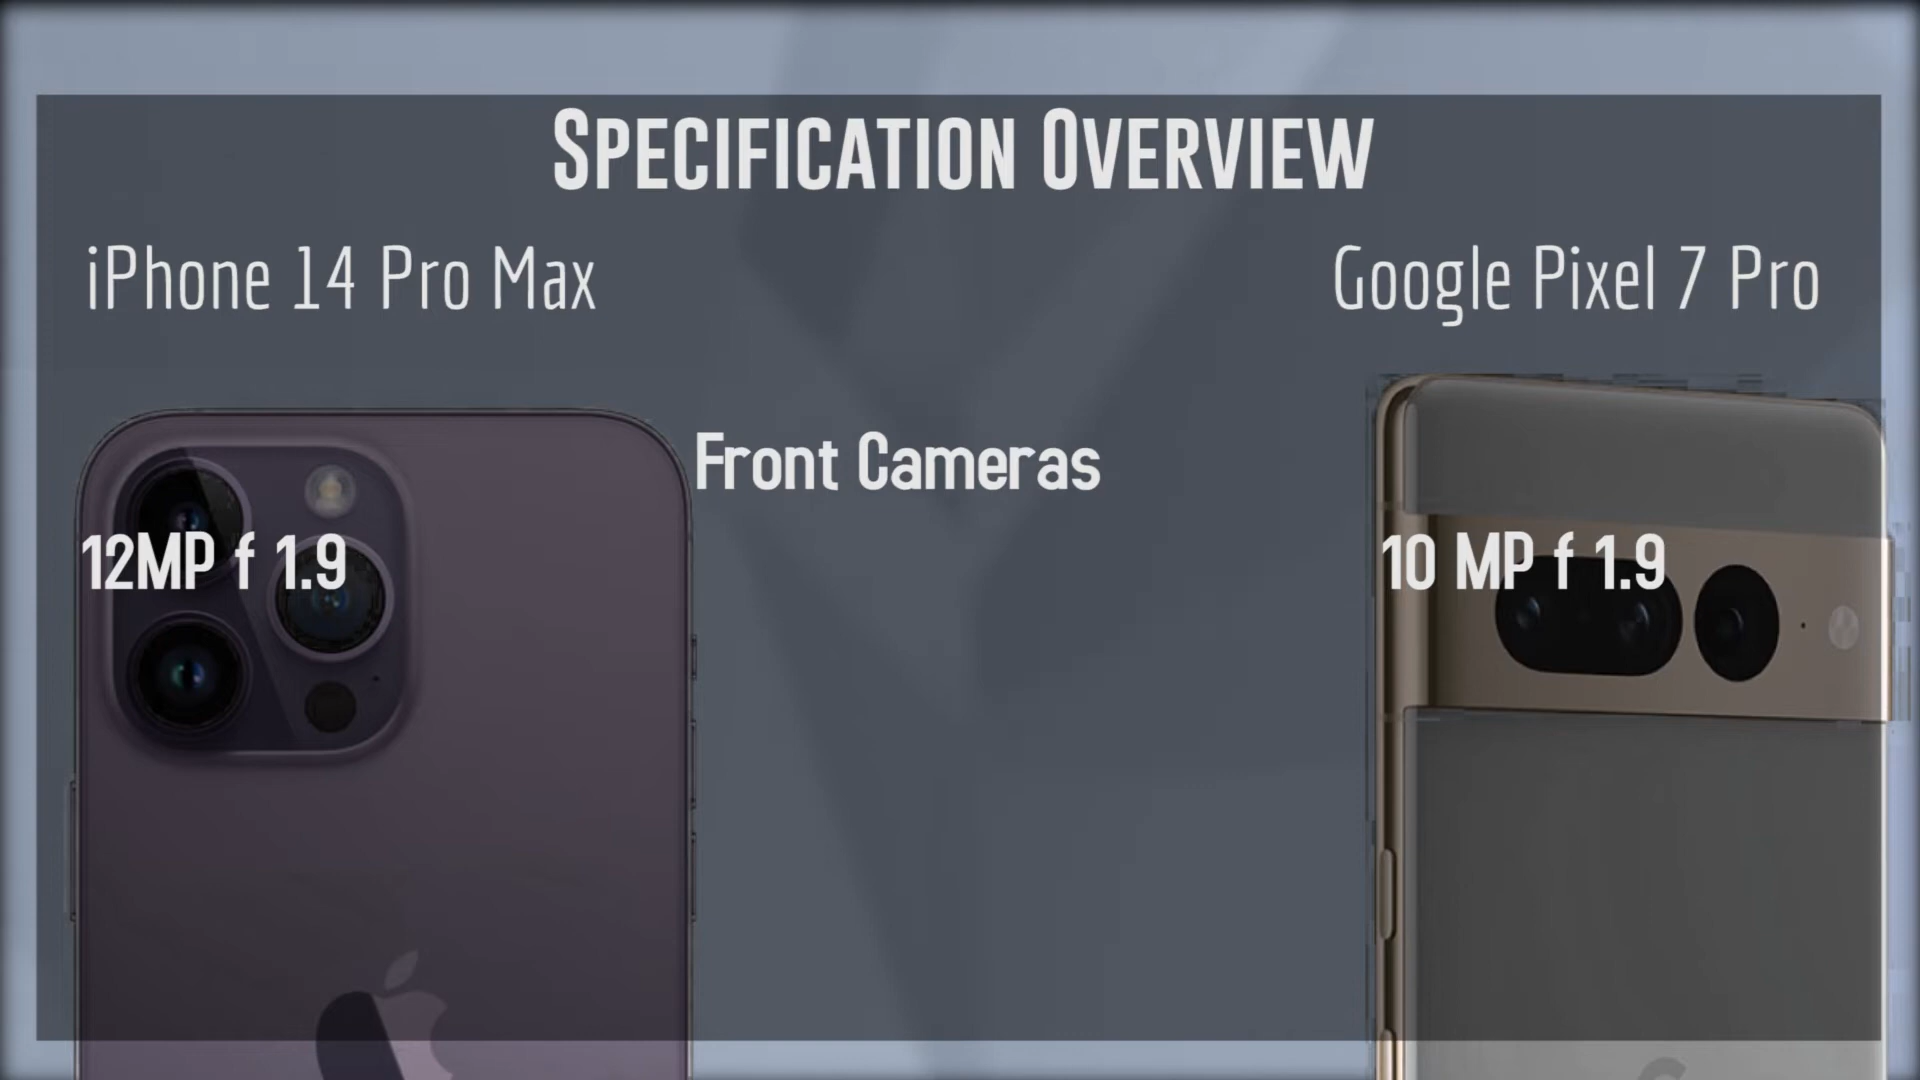 Specification Overview
iPhone 14 Pro Max
Google Pixel 7 Pro
Front Cameras
12MP f 1.9
10 MP f 1.9